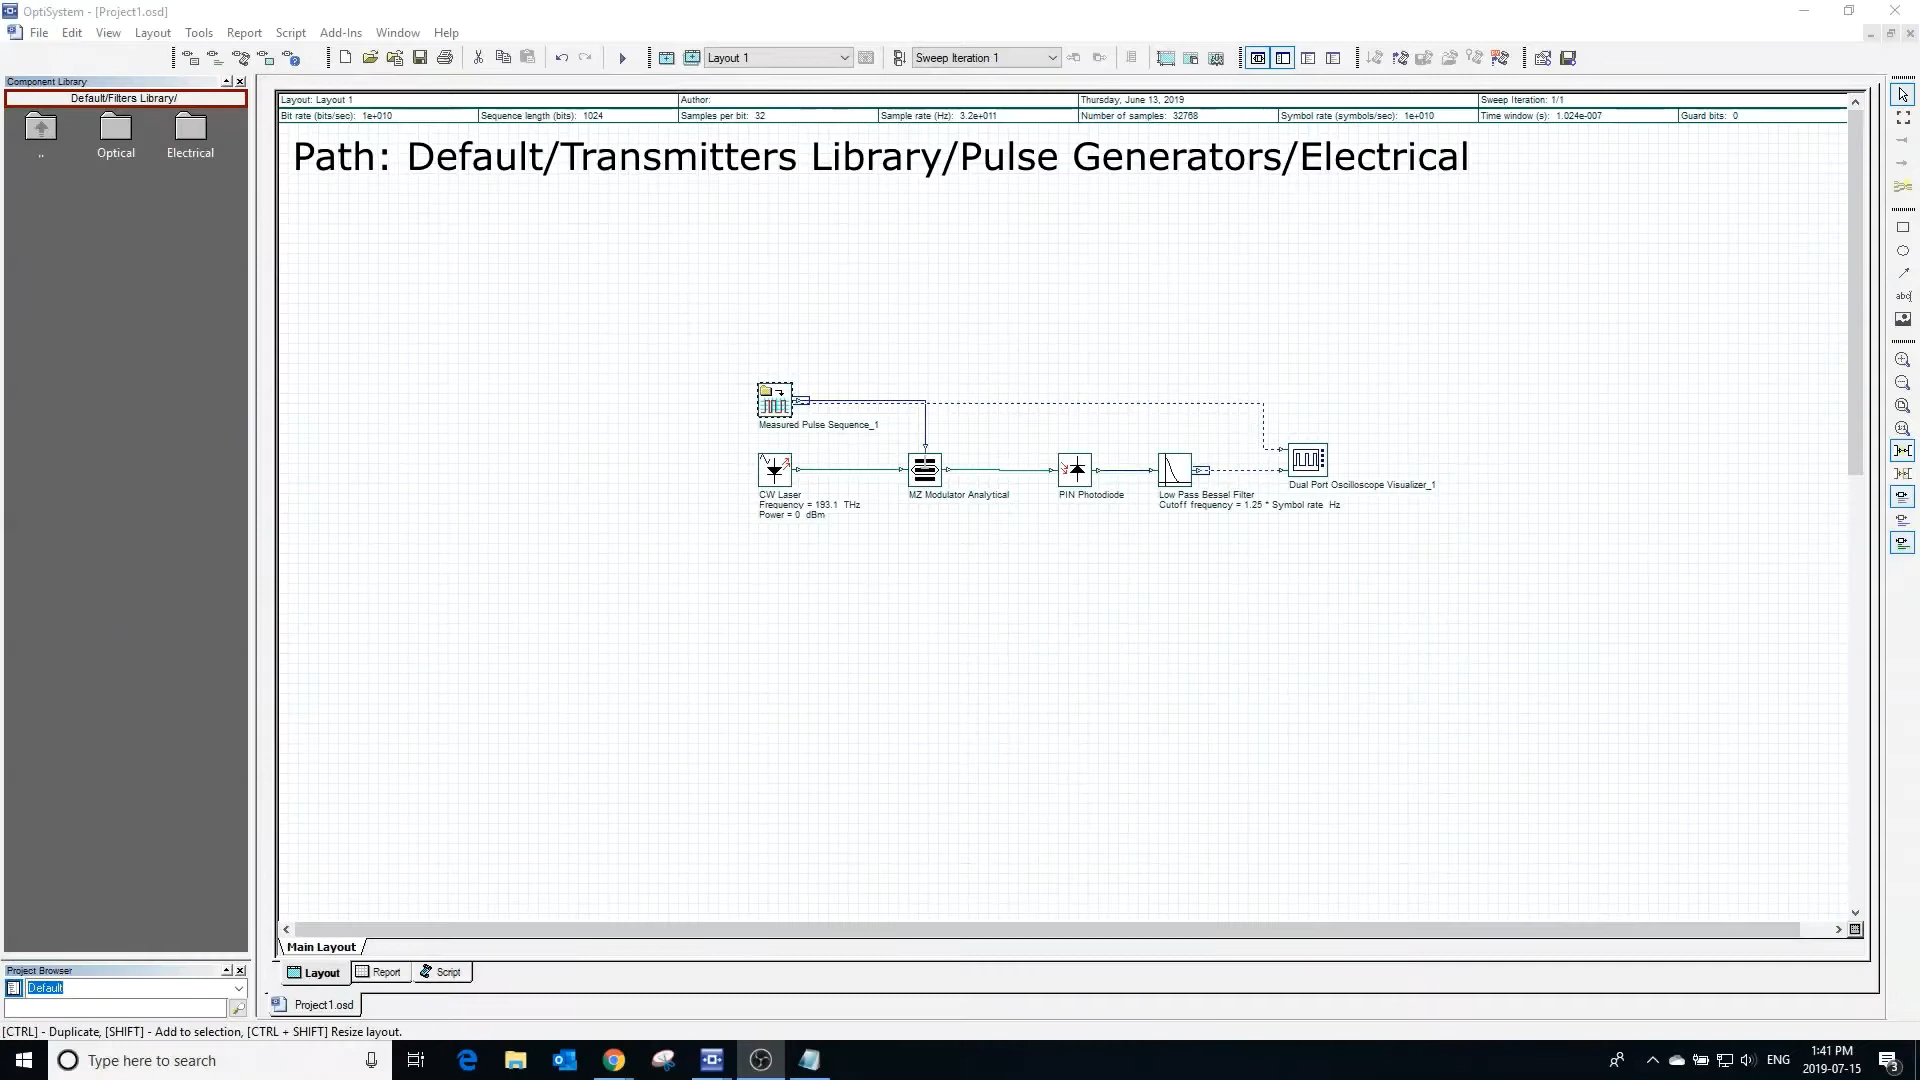 OptiSystem - [Project1.osd]
File Edit View Layout Tools Report Script Add-Ins Window Help
Layout 1
Sweep Iteration 1
Component Library
Default/Filters Library/
..
Optical
Electrical
Layout: Layout 1 Author: Thursday, June 13, 2019 Sweep Iteration: 1/1
Bit rate (bits/sec): 1e+010 Sequence length (bits): 1024 Samples per bit: 32 Sample rate (Hz): 3.2e+011 Number of samples: 32768 Symbol rate (symbols/sec): 1e+010 Time window (s): 1.024e-007 Guard bits: 0
Path: Default/Transmitters Library/Pulse Generators/Electrical
Measured Pulse Sequence_1
CW Laser
Frequency = 193.1 THz
Power = 0 dBm
MZ Modulator Analytical
PIN Photodiode
Low Pass Bessel Filter
Cutoff frequency = 1.25 * Symbol rate Hz
Dual Port Oscilloscope Visualizer_1
abc
Main Layout
Layout Report Script
Project Browser
Default
Project1.osd
[CTRL] - Duplicate, [SHIFT] - Add to selection, [CTRL + SHIFT] Resize layout.
Type here to search
ENG
1:41 PM
2019-07-15
3